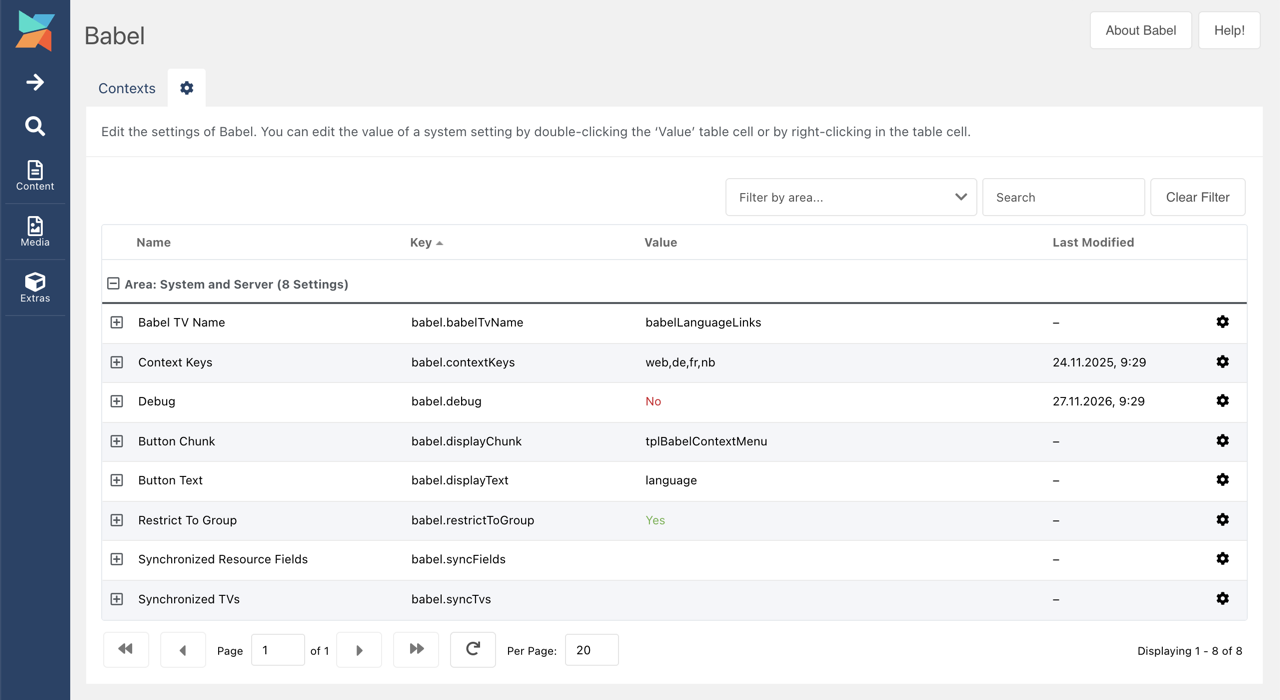 Babel
About Babel
Help!
Contexts
Edit the settings of Babel. You can edit the value of a system setting by double-clicking the ‘Value’ table cell or by right-clicking in the table cell.
Content
Media
Extras
Filter by area...
Search
Clear Filter
Name Key Value Last Modified
Area: System and Server (8 Settings)
Babel TV Name babel.babelTvName babelLanguageLinks –
Context Keys babel.contextKeys web,de,fr,nb 24.11.2025, 9:29
Debug babel.debug No 27.11.2026, 9:29
Button Chunk babel.displayChunk tplBabelContextMenu –
Button Text babel.displayText language –
Restrict To Group babel.restrictToGroup Yes –
Synchronized Resource Fields babel.syncFields –
Synchronized TVs babel.syncTvs –
Page 1 of 1 Per Page: 20 Displaying 1 - 8 of 8